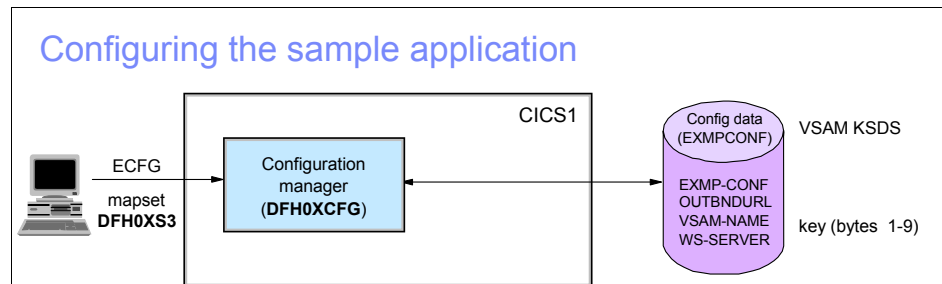 Configuring the sample application
CICS1
ECFG
mapset
DFH0XS3
Configuration
manager
(DFH0XCFG)
Config data
(EXMPCONF)
EXMP-CONF
OUTBNDURL
VSAM-NAME
WS-SERVER
VSAM KSDS
key (bytes 1-9)